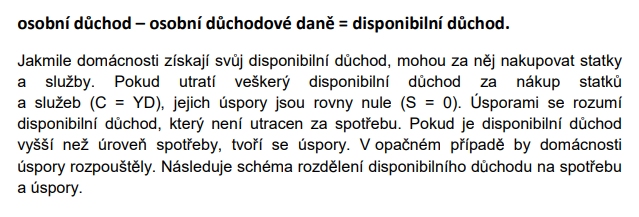 osobní důchod – osobní důchodové daně = disponibilní důchod.
Jakmile domácnosti získají svůj disponibilní důchod, mohou za něj nakupovat statky
a služby. Pokud utratí veškerý disponibilní důchod za nákup statků
a služeb (C = YD), jejich úspory jsou rovny nule (S = 0). Úsporami se rozumí
disponibilní důchod, který není utracen za spotřebu. Pokud je disponibilní důchod
vyšší než úroveň spotřeby, tvoří se úspory. V opačném případě by domácnosti
úspory rozpouštěly. Následuje schéma rozdělení disponibilního důchodu na spotřebu
a úspory.